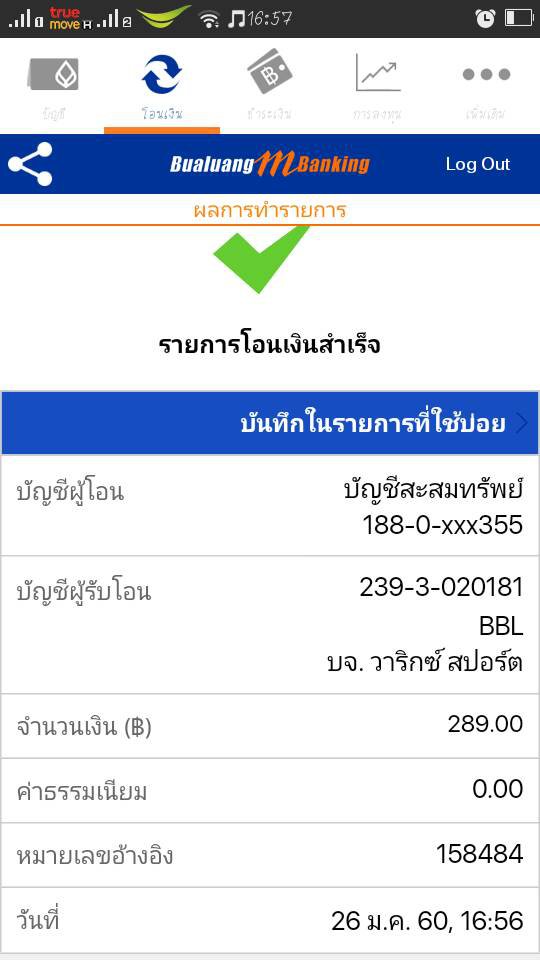 true
move H
16:57
บัญชี
โอนเงิน
ชำระเงิน
การลงทุน
เพิ่มเติม
Bualuang mBanking
Log Out
ผลการทำรายการ
รายการโอนเงินสำเร็จ
บันทึกในรายการที่ใช้บ่อย
บัญชีผู้โอน
บัญชีสะสมทรัพย์
188-0-xxx355
บัญชีผู้รับโอน
239-3-020181
BBL
บจ. วาริกซ์ สปอร์ต
จำนวนเงิน (฿)
289.00
ค่าธรรมเนียม
0.00
หมายเลขอ้างอิง
158484
วันที่
26 ม.ค. 60, 16:56